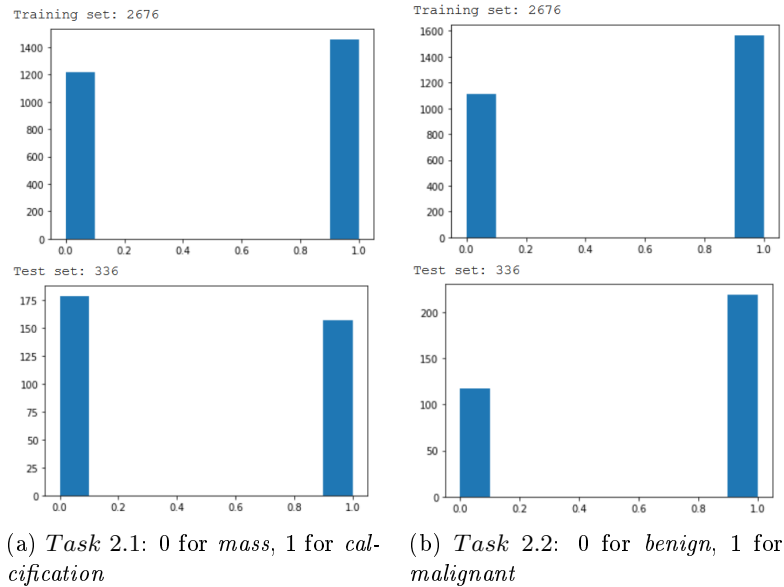 Training set: 2676
1400
1200
1000
800
600
400
200
0
0.0 0.2 0.4 0.6 0.8 1.0
Test set: 336
175
150
125
100
75
50
25
0
0.0 0.2 0.4 0.6 0.8 1.0
(a) Task 2.1: 0 for mass, 1 for cal-
cification
Training set: 2676
1600
1400
1200
1000
800
600
400
200
0
0.0 0.2 0.4 0.6 0.8 1.0
Test set: 336
200
150
100
50
0
0.0 0.2 0.4 0.6 0.8 1.0
(b) Task 2.2: 0 for benign, 1 for
malignant